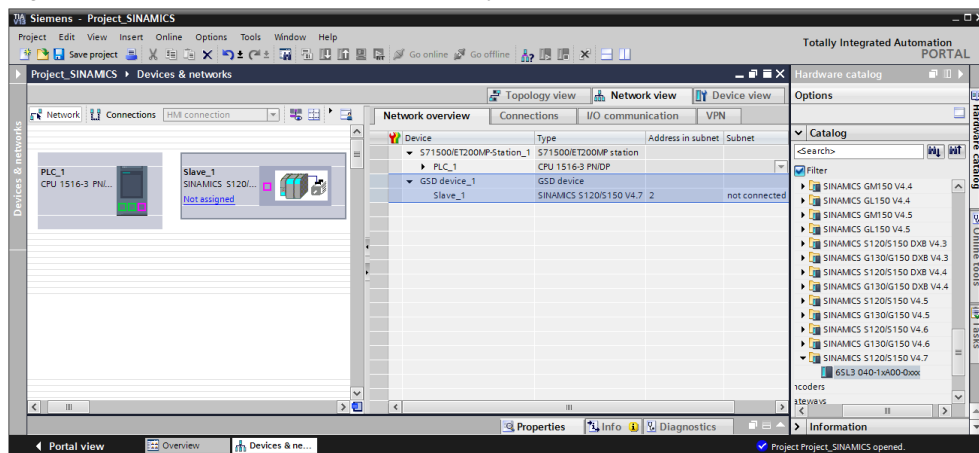 Siemens - Project_SINAMICS
Project Edit View Insert Online Options Tools Window Help
Totally Integrated Automation
PORTAL
Save project
Go online
Go offline
Project_SINAMICS
Devices & networks
Hardware catalog
Topology view
Network view
Device view
Options
Network
Connections
HMI connection
Network overview
Connections
I/O communication
VPN
Devices & networks
PLC_1
CPU 1516-3 PN/...
Slave_1
SINAMICS S120/...
Not assigned
Device
Type
Address in subnet
Subnet
S71500/ET200MP-Station_1
S71500/ET200MP station
PLC_1
CPU 1516-3 PN/DP
GSD device_1
GSD device
Slave_1
SINAMICS S120/S150 V4.7
2
not connected
Catalog
<Search>
Filter
SINAMICS GM150 V4.4
SINAMICS GL150 V4.4
SINAMICS GM150 V4.5
SINAMICS GL150 V4.5
SINAMICS S120/S150 DXB V4.3
SINAMICS G130/G150 DXB V4.3
SINAMICS S120/S150 DXB V4.4
SINAMICS G130/G150 DXB V4.4
SINAMICS S120/S150 V4.5
SINAMICS G130/G150 V4.5
SINAMICS S120/S150 V4.6
SINAMICS G130/G150 V4.6
SINAMICS S120/S150 V4.7
6SL3 040-1xA00-0xxx
ncoders
ateways
Hardware catalog
Online tools
Tasks
Properties
Info
Diagnostics
Information
Portal view
Overview
Devices & ne...
Project Project_SINAMICS opened.